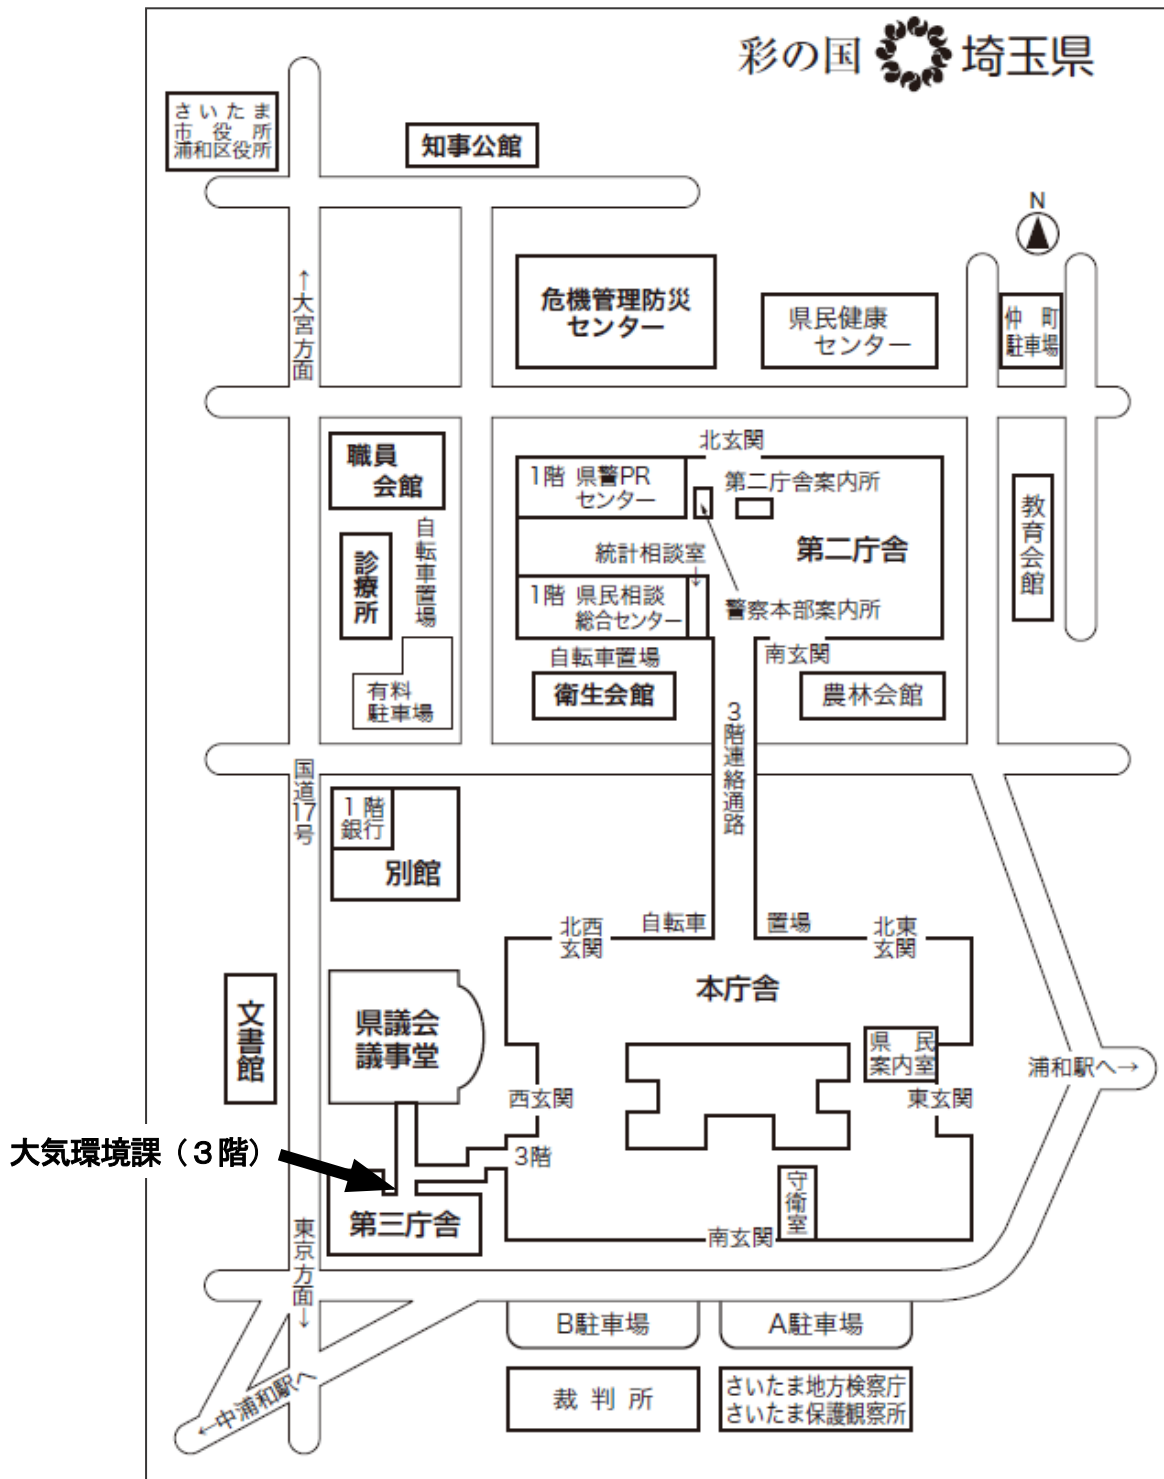 彩の国 埼玉県
さいたま
市役所
浦和区役所
知事公館
N
↑大宮方面
危機管理防災
センター
県民健康
センター
仲町
駐車場
職員
会館
北玄関
1階 県警PR
センター
第二庁舎案内所
教育会館
自転車置場
診療所
統計相談室
↓
第二庁舎
1階 県民相談
総合センター
警察本部案内所
自転車置場
南玄関
有料
駐車場
衛生会館
農林会館
3階連絡通路
国道17号
1階
銀行
別館
北西
玄関
自転車
置場
北東
玄関
本庁舎
文書館
県議会
議事堂
県民
案内室
浦和駅へ→
西玄関
東玄関
大気環境課（３階）
3階
守衛室
第三庁舎
南玄関
東京方面↓
B駐車場
A駐車場
←中浦和駅へ
裁判所
さいたま地方検察庁
さいたま保護観察所